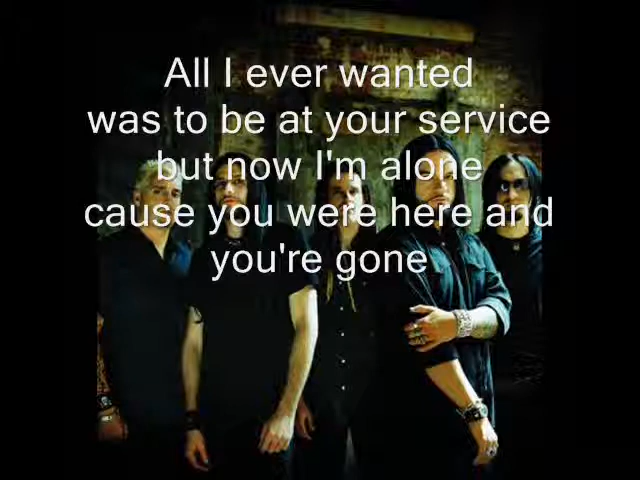 All I ever wanted
was to be at your service
but now I'm alone
cause you were here and
you're gone